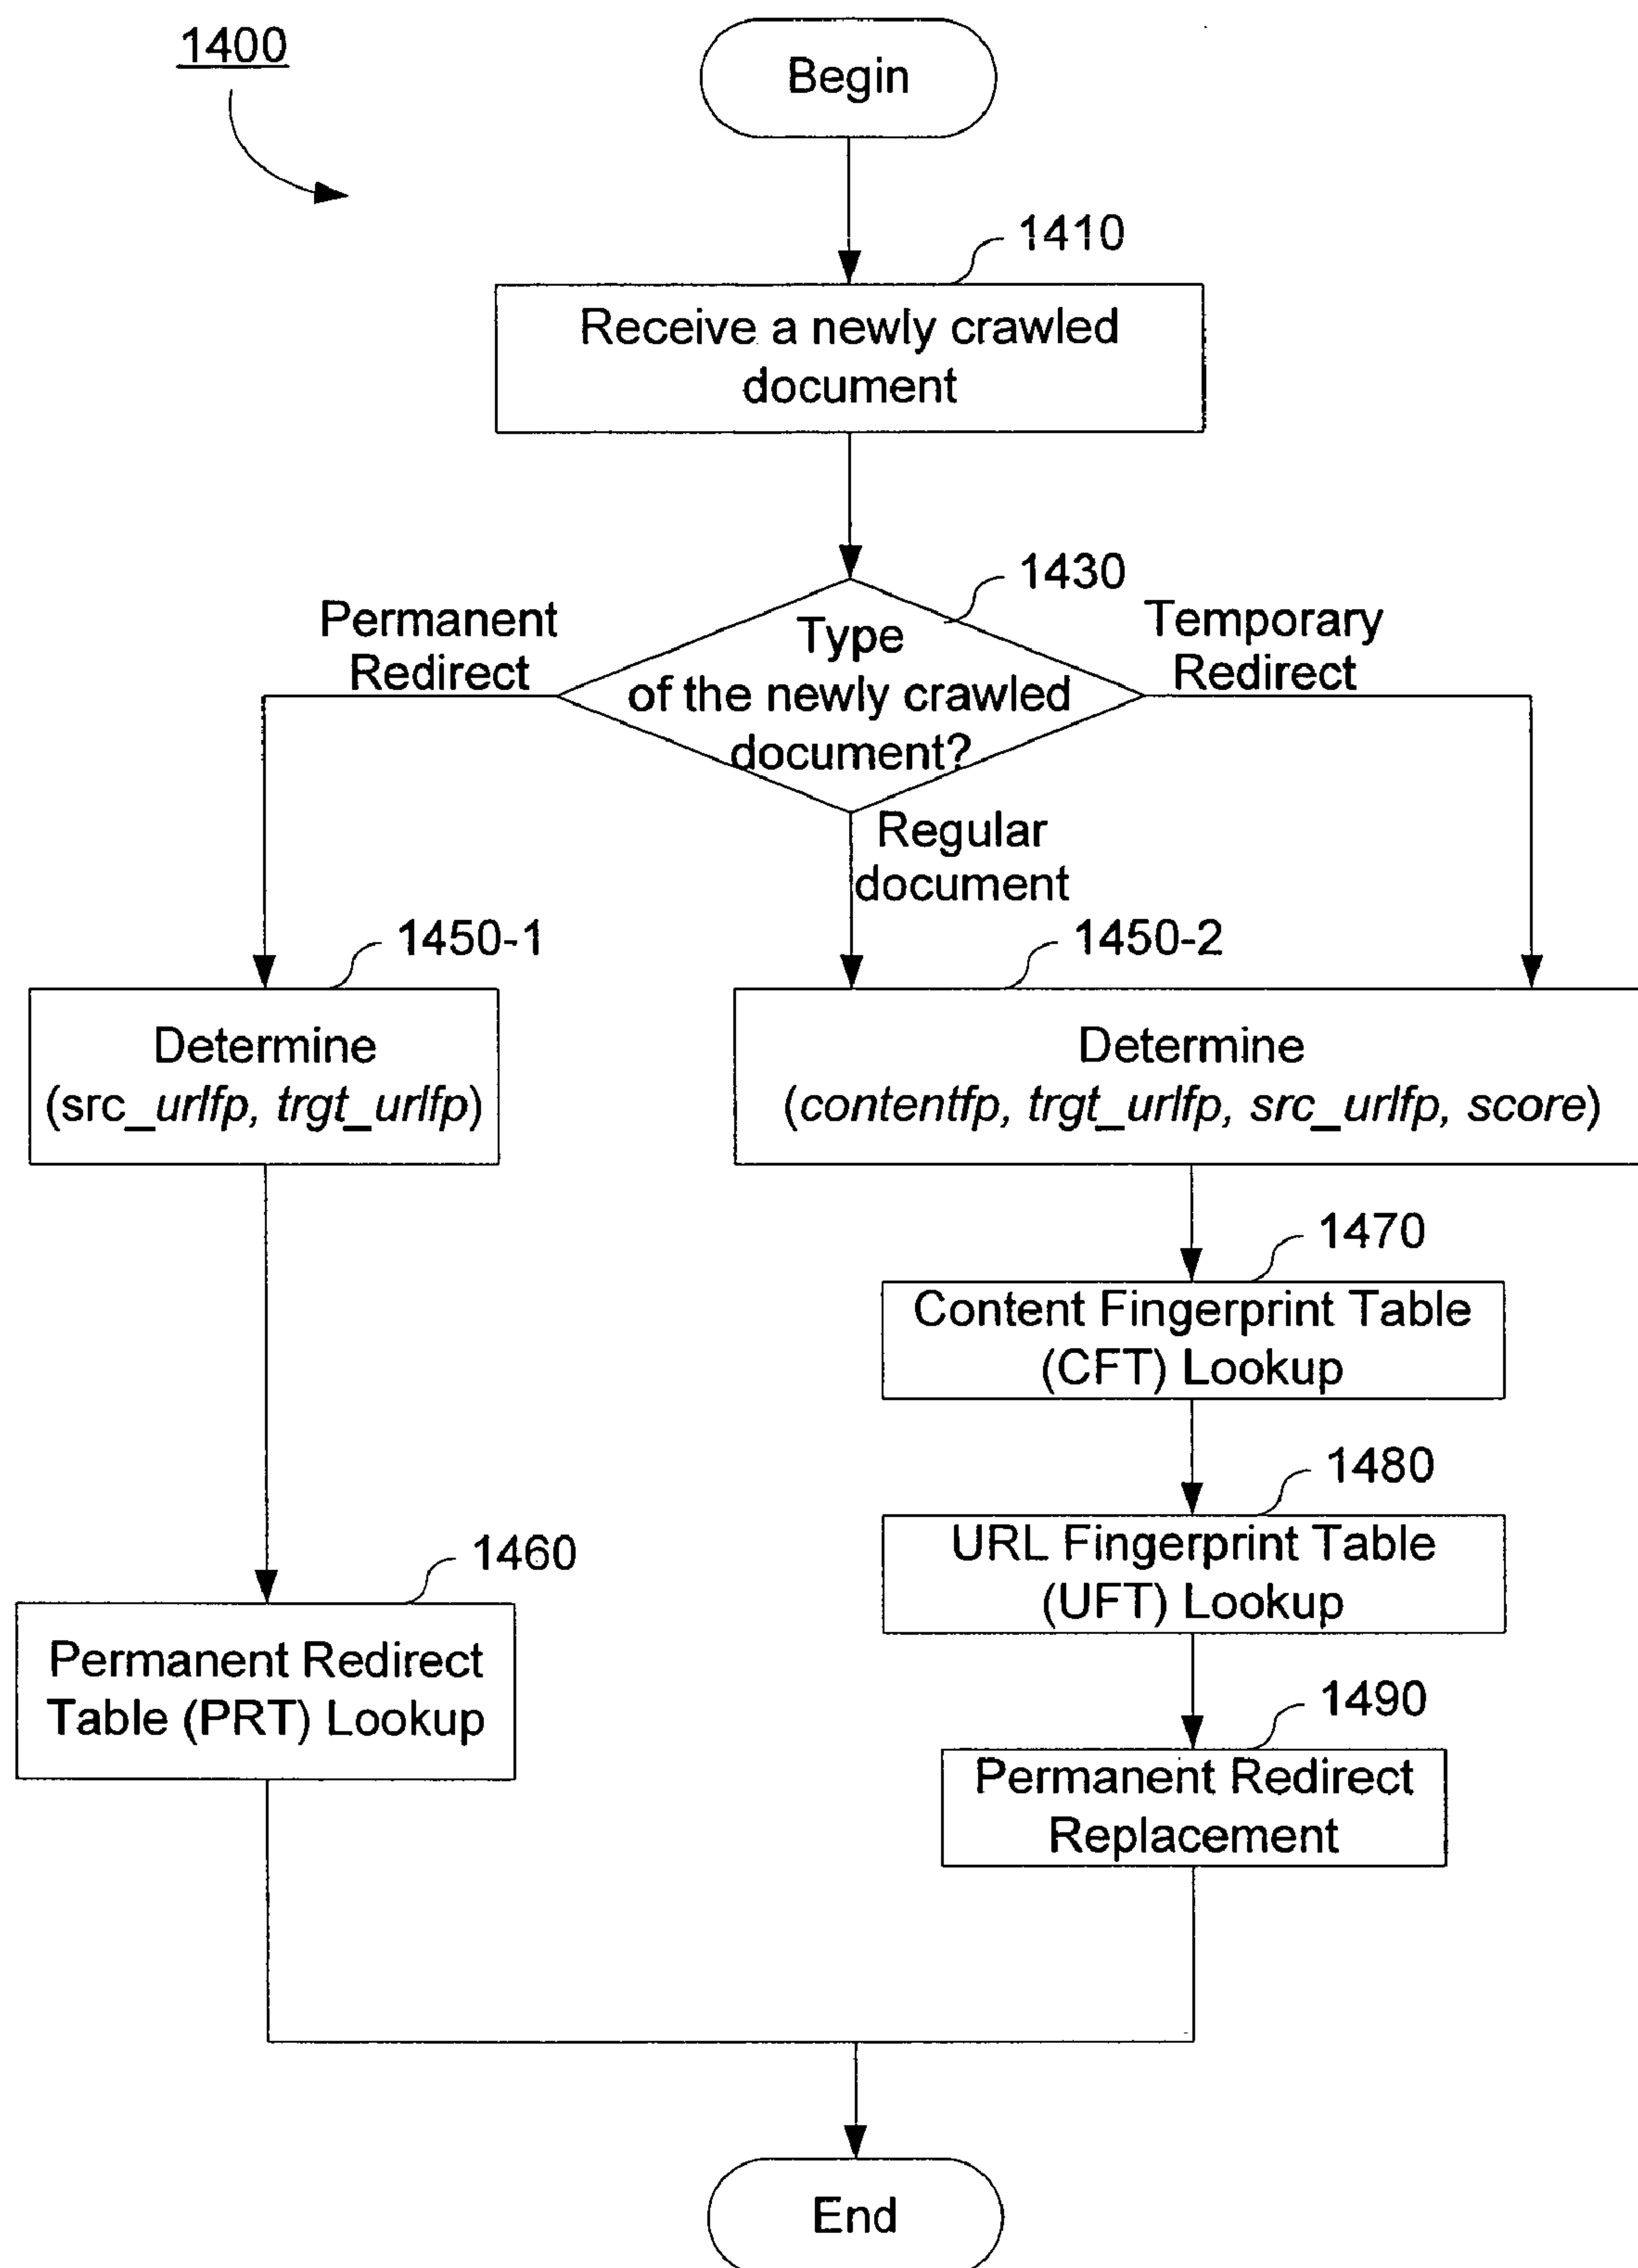 1400
Begin
1410
Receive a newly crawled
document
1430
Permanent
Redirect
Type
of the newly crawled
document?
Temporary
Redirect
Regular
document
1450-1
1450-2
Determine
(src_urlfp, trgt_urlfp)
Determine
(contentfp, trgt_urlfp, src_urlfp, score)
1470
Content Fingerprint Table
(CFT) Lookup
1480
URL Fingerprint Table
(UFT) Lookup
1460
Permanent Redirect
Table (PRT) Lookup
1490
Permanent Redirect
Replacement
End